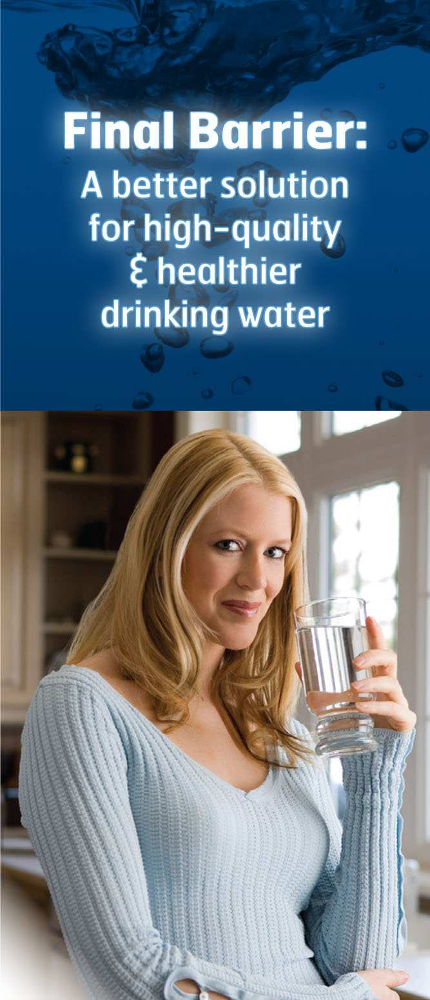 Final Barrier:
A better solution
for high-quality
& healthier
drinking water